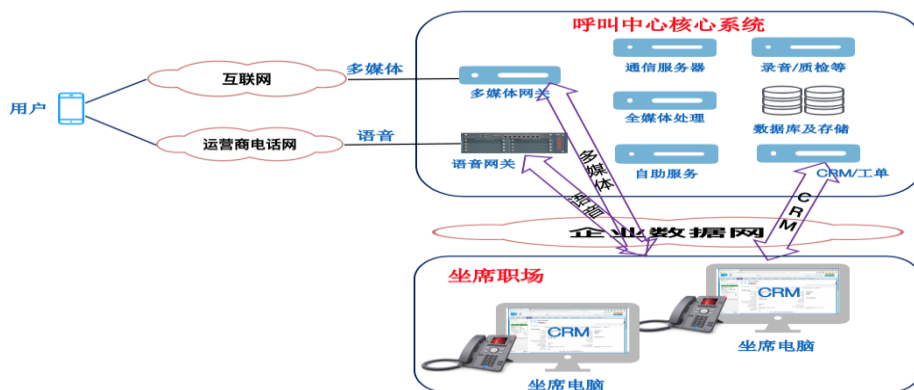 呼叫中心核心系统
用户
互联网
多媒体
多媒体网关
通信服务器
录音/质检等
全媒体处理
数据库及存储
运营商电话网
语音
语音网关
自助服务
CRM/工单
多媒体
语音
CRM
企业数据网
坐席职场
CRM
坐席电脑
CRM
坐席电脑